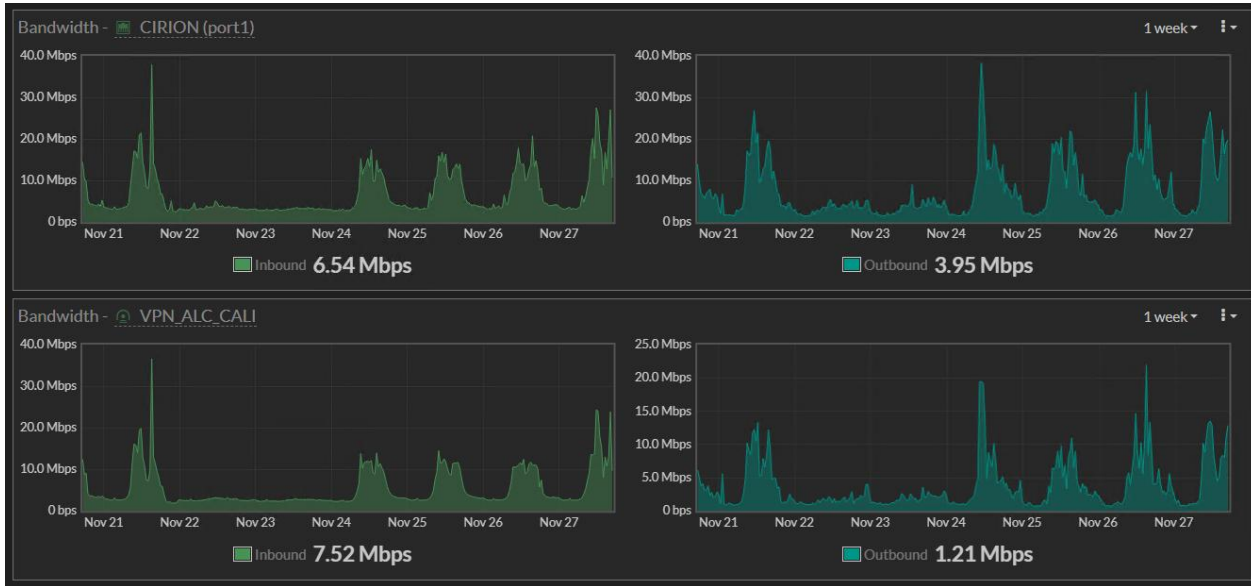 Bandwidth - CIRION (port1)
1 week
40.0 Mbps
30.0 Mbps
20.0 Mbps
10.0 Mbps
0 bps
Nov 21 Nov 22 Nov 23 Nov 24 Nov 25 Nov 26 Nov 27
Inbound 6.54 Mbps
40.0 Mbps
30.0 Mbps
20.0 Mbps
10.0 Mbps
0 bps
Nov 21 Nov 22 Nov 23 Nov 24 Nov 25 Nov 26 Nov 27
Outbound 3.95 Mbps
Bandwidth - VPN_ALC_CALI
1 week
40.0 Mbps
30.0 Mbps
20.0 Mbps
10.0 Mbps
0 bps
Nov 21 Nov 22 Nov 23 Nov 24 Nov 25 Nov 26 Nov 27
Inbound 7.52 Mbps
25.0 Mbps
20.0 Mbps
15.0 Mbps
10.0 Mbps
5.0 Mbps
0 bps
Nov 21 Nov 22 Nov 23 Nov 24 Nov 25 Nov 26 Nov 27
Outbound 1.21 Mbps